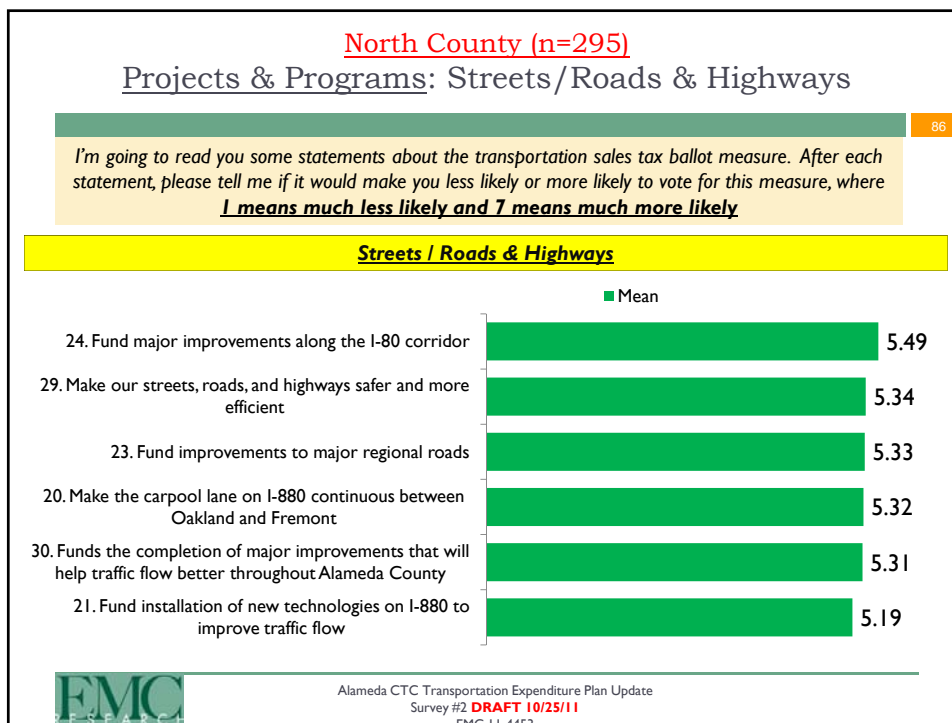 North County (n=295)
Projects & Programs: Streets/Roads & Highways
86
I'm going to read you some statements about the transportation sales tax ballot measure. After each
statement, please tell me if it would make you less likely or more likely to vote for this measure, where
1 means much less likely and 7 means much more likely
Streets / Roads & Highways
Mean
24. Fund major improvements along the I-80 corridor
5.49
29. Make our streets, roads, and highways safer and more
efficient
5.34
23. Fund improvements to major regional roads
5.33
20. Make the carpool lane on I-880 continuous between
Oakland and Fremont
5.32
30. Funds the completion of major improvements that will
help traffic flow better throughout Alameda County
5.31
21. Fund installation of new technologies on I-880 to
improve traffic flow
5.19
EMC
RESEARCH
Alameda CTC Transportation Expenditure Plan Update
Survey #2 DRAFT 10/25/11
EMC 11-4452